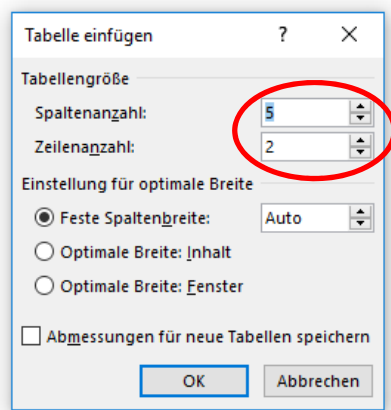 Tabelle einfügen ? ×
Tabellengröße
Spaltenanzahl: 5
Zeilenanzahl: 2
Einstellung für optimale Breite
Feste Spaltenbreite: Auto
Optimale Breite: Inhalt
Optimale Breite: Fenster
Abmessungen für neue Tabellen speichern
OK Abbrechen